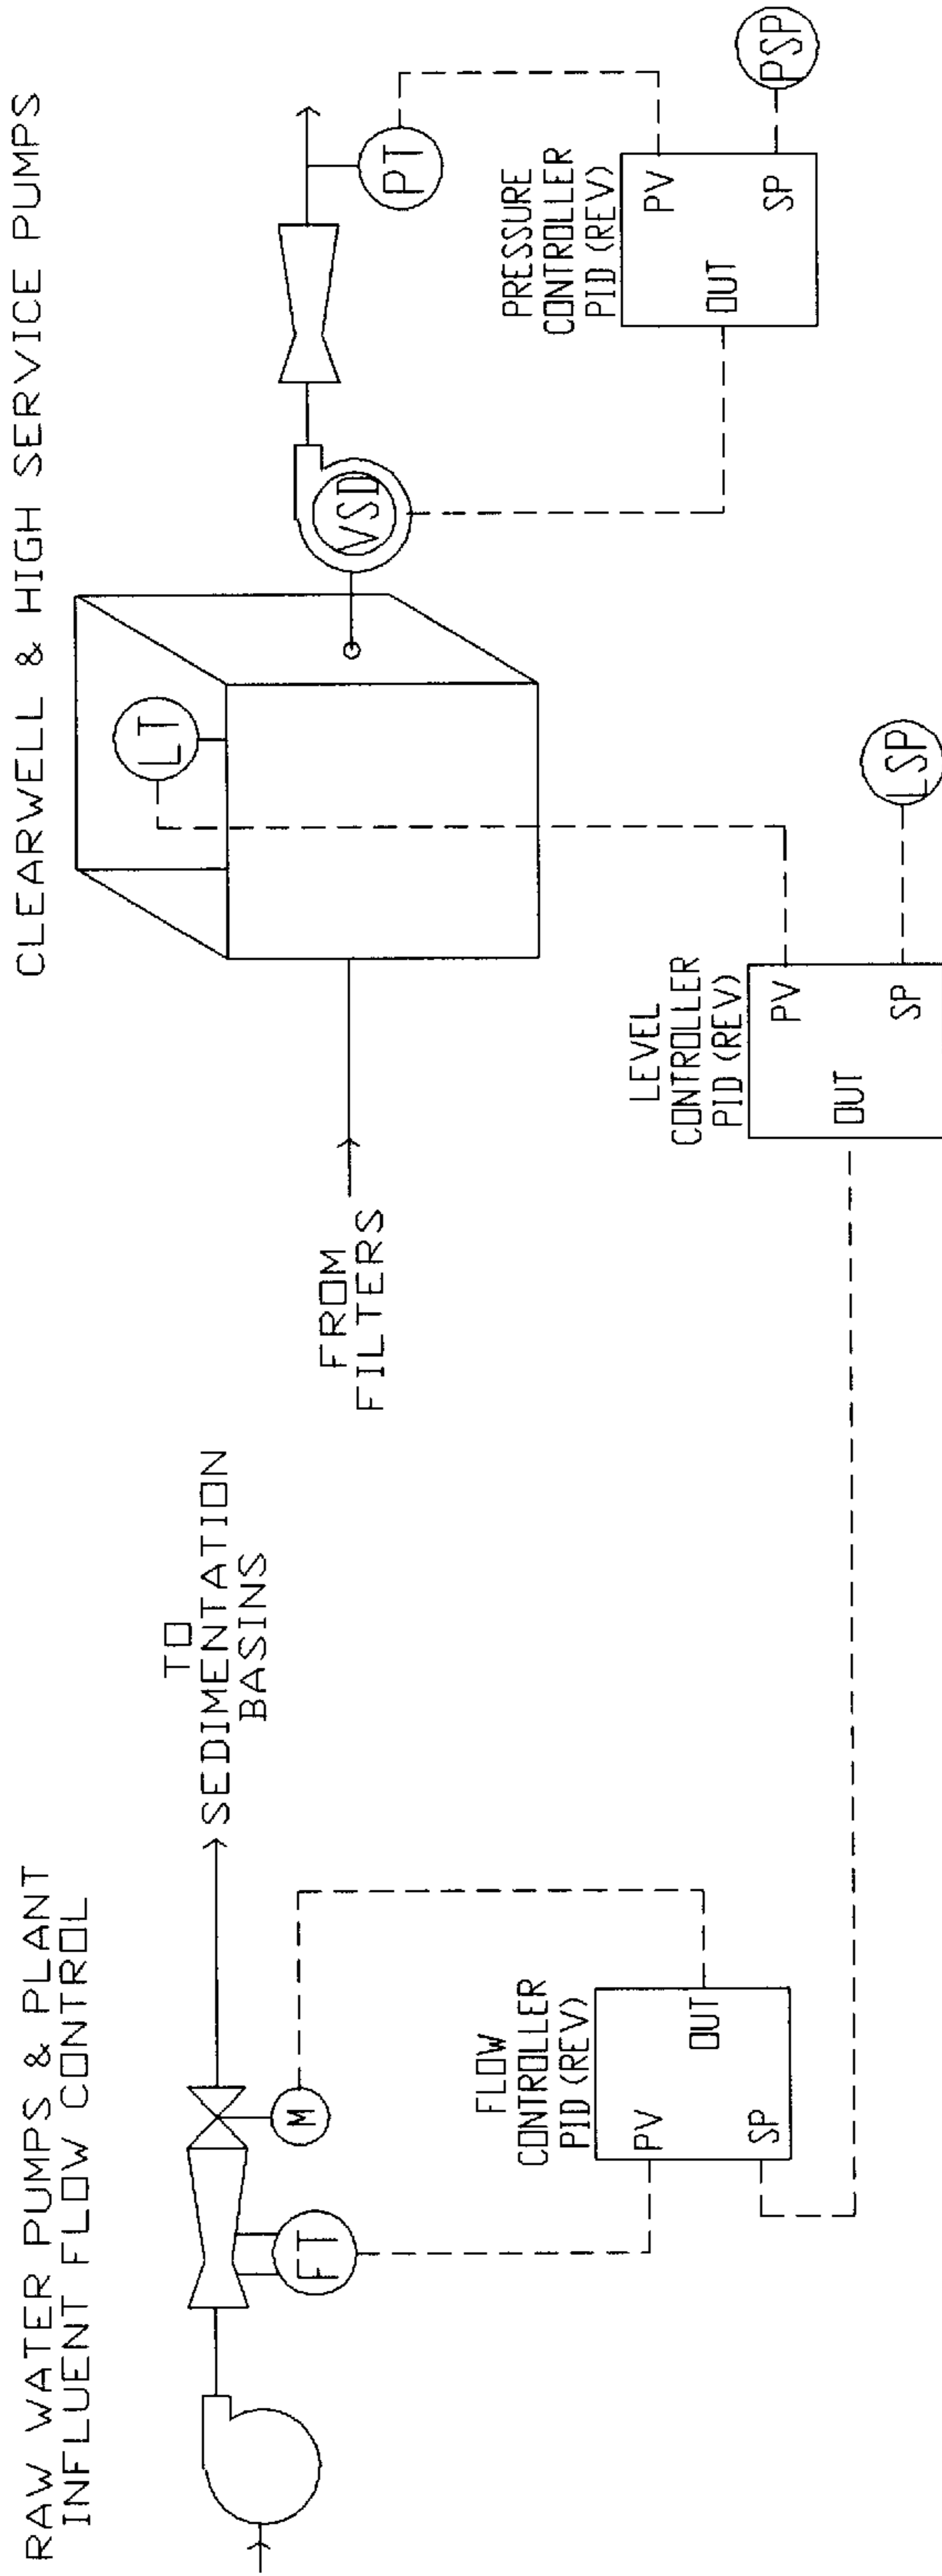 RAW WATER PUMPS & PLANT
INFLUENT FLOW CONTROL
TO
SEDIMENTATION
BASINS
M
FT
FLOW
CONTROLLER
PID (REV)
PV
OUT
SP
CLEARWELL & HIGH SERVICE PUMPS
LT
VSD
PT
FROM
FILTERS
LEVEL
CONTROLLER
PID (REV)
PV
OUT
SP
LSP
PRESSURE
CONTROLLER
PID (REV)
PV
OUT
SP
PSP